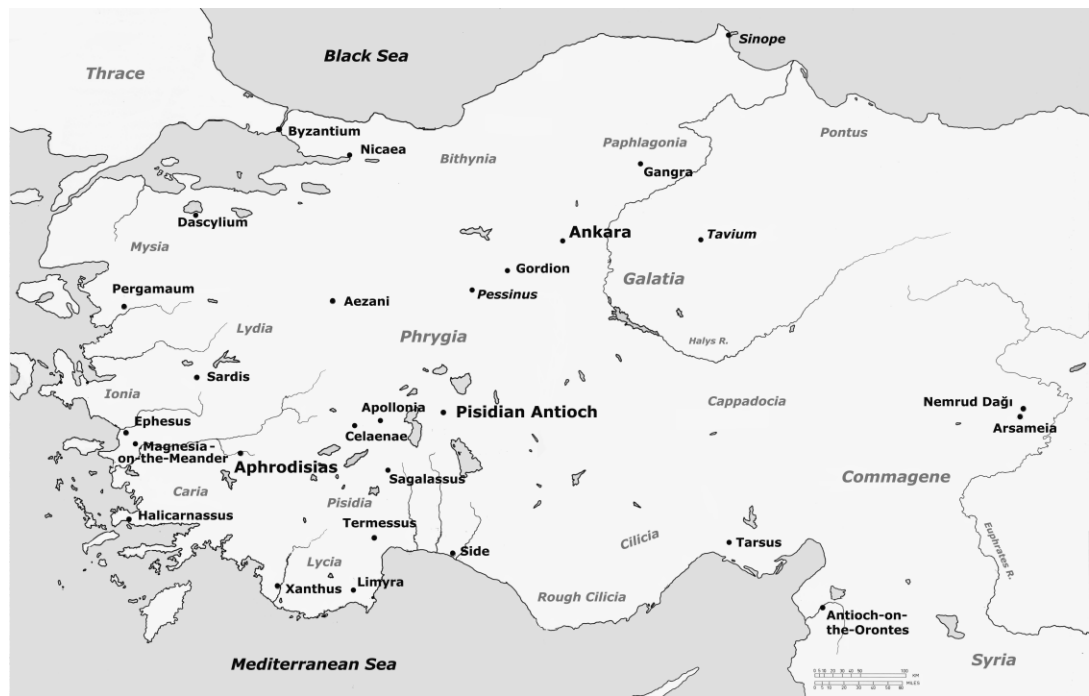 Black Sea
Sinope
Thrace
Byzantium
Nicaea
Bithynia
Paphlagonia
Pontus
Gangra
Dascylium
Mysia
Ankara
Tavium
Gordion
Galatia
Pessinus
Pergamaum
Aezani
Lydia
Phrygia
Halys R.
Sardis
Ionia
Apollonia
Pisidian Antioch
Cappadocia
Nemrud Dağı
Arsameia
Ephesus
Celaenae
Magnesia-
on-the-Meander
Aphrodisias
Sagalassus
Commagene
Caria
Pisidia
Halicarnassus
Termessus
Cilicia
Tarsus
Euphrates R.
Side
Lycia
Xanthus
Limyra
Rough Cilicia
Antioch-on
the-Orontes
Mediterranean Sea
Syria
KM
MILES